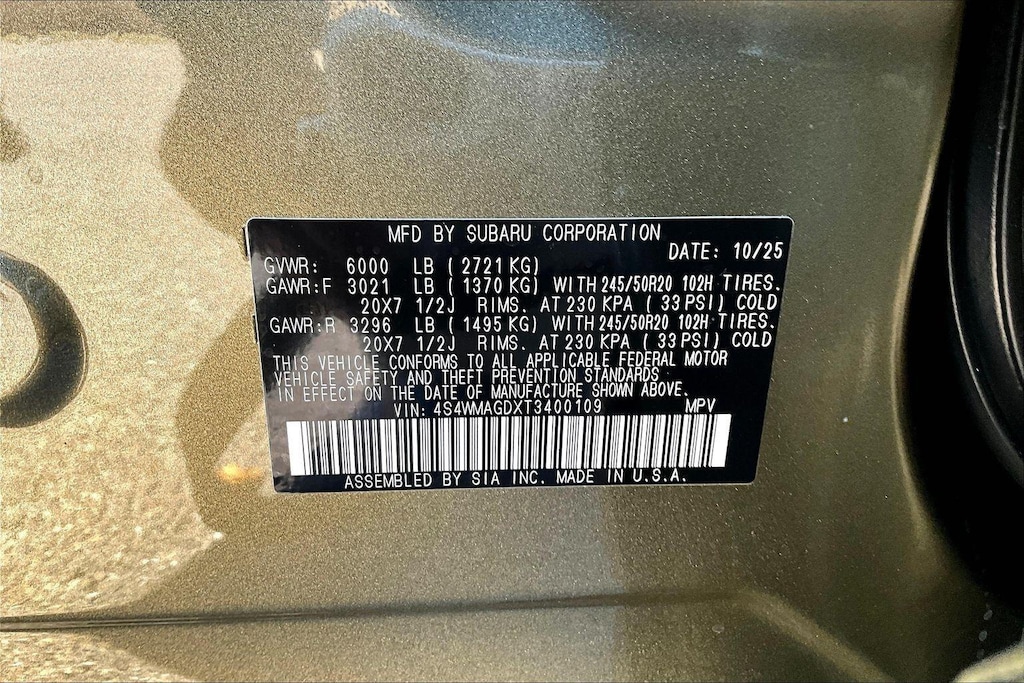 MFD BY SUBARU CORPORATION
DATE: 10/25
GVWR: 6000 LB ( 2721 KG)
GAWR:F 3021 LB ( 1370 KG) WITH 245/50R20 102H TIRES.
20X7 1/2J RIMS. AT 230 KPA ( 33 PSI) COLD
GAWR:R 3296 LB ( 1495 KG) WITH 245/50R20 102H TIRES.
20X7 1/2J RIMS. AT 230 KPA ( 33 PSI) COLD
THIS VEHICLE CONFORMS TO ALL APPLICABLE FEDERAL MOTOR
VEHICLE SAFETY AND THEFT PREVENTION STANDARDS
IN EFFECT ON THE DATE OF MANUFACTURE SHOWN ABOVE.
VIN: 4S4WMAGDXT3400109 MPV
ASSEMBLED BY SIA INC. MADE IN U.S.A.